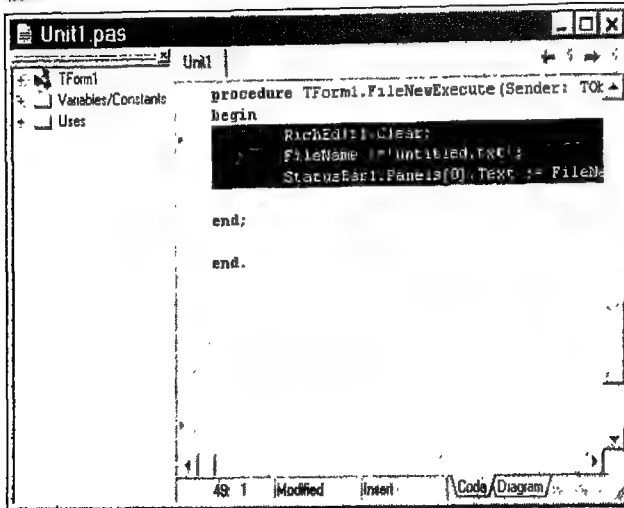 Unit1.pas
TForm1
Variables/Constants
Uses
Unit1
procedure TForm1.FileNewExecute(Sender: TOb
begin
RichEdit1.Clear;
FileName :='untitled.txt';
StatusBar1.Panels[0].Text := FileNa
end;
end.
49: 1
Modified
Insert
Code
Diagram